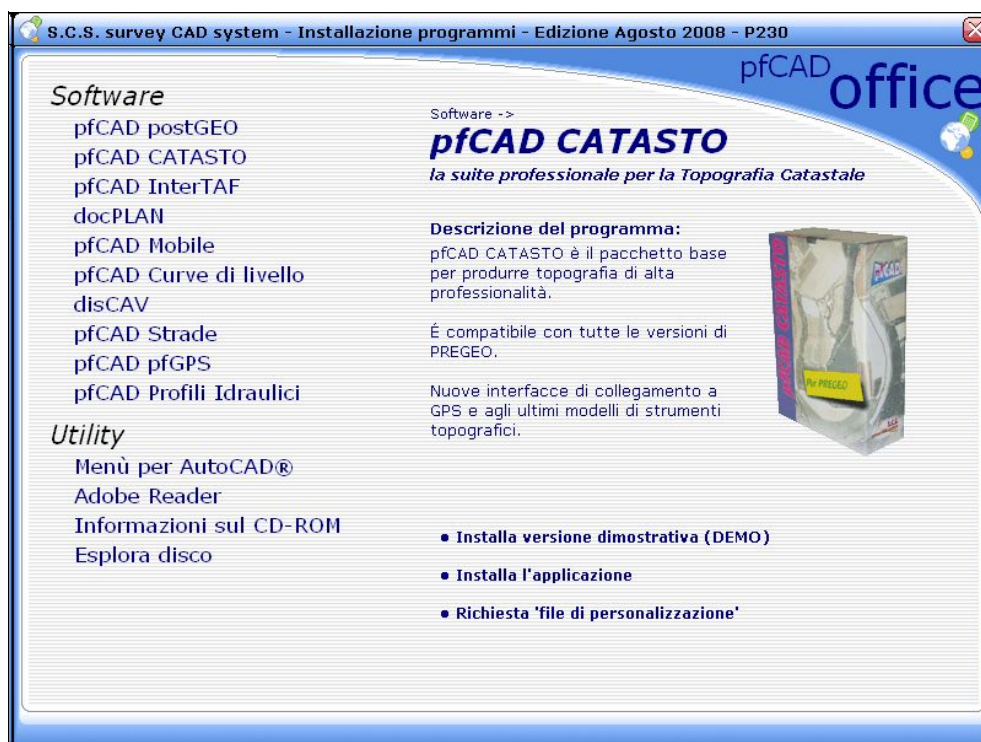 S.C.S. survey CAD system - Installazione programmi - Edizione Agosto 2008 - P230
pfCAD office
Software
pfCAD postGEO
pfCAD CATASTO
pfCAD InterTAF
docPLAN
pfCAD Mobile
pfCAD Curve di livello
disCAV
pfCAD Strade
pfCAD pfGPS
pfCAD Profili Idraulici
Utility
Menù per AutoCAD®
Adobe Reader
Informazioni sul CD-ROM
Esplora disco
Software ->
pfCAD CATASTO
la suite professionale per la Topografia Catastale
Descrizione del programma:
pfCAD CATASTO è il pacchetto base
per produrre topografia di alta
professionalità.
É compatibile con tutte le versioni di
PREGEO.
Nuove interfacce di collegamento a
GPS e agli ultimi modelli di strumenti
topografici.
pfCAD CATASTO
pfCAD
Per PREGEO
• Installa versione dimostrativa (DEMO)
• Installa l'applicazione
• Richiesta 'file di personalizzazione'